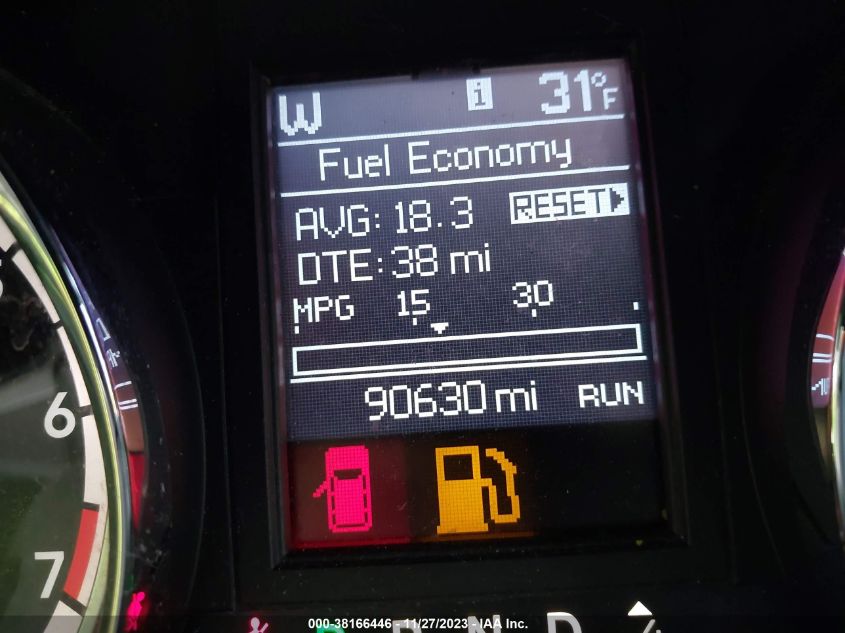 W i 31°F
Fuel Economy
AVG: 18.3 RESET
DTE: 38 mi
MPG 15 30
90630 mi RUN
6
7
P R N D
000-38166446 - 11/27/2023 - IAA Inc.